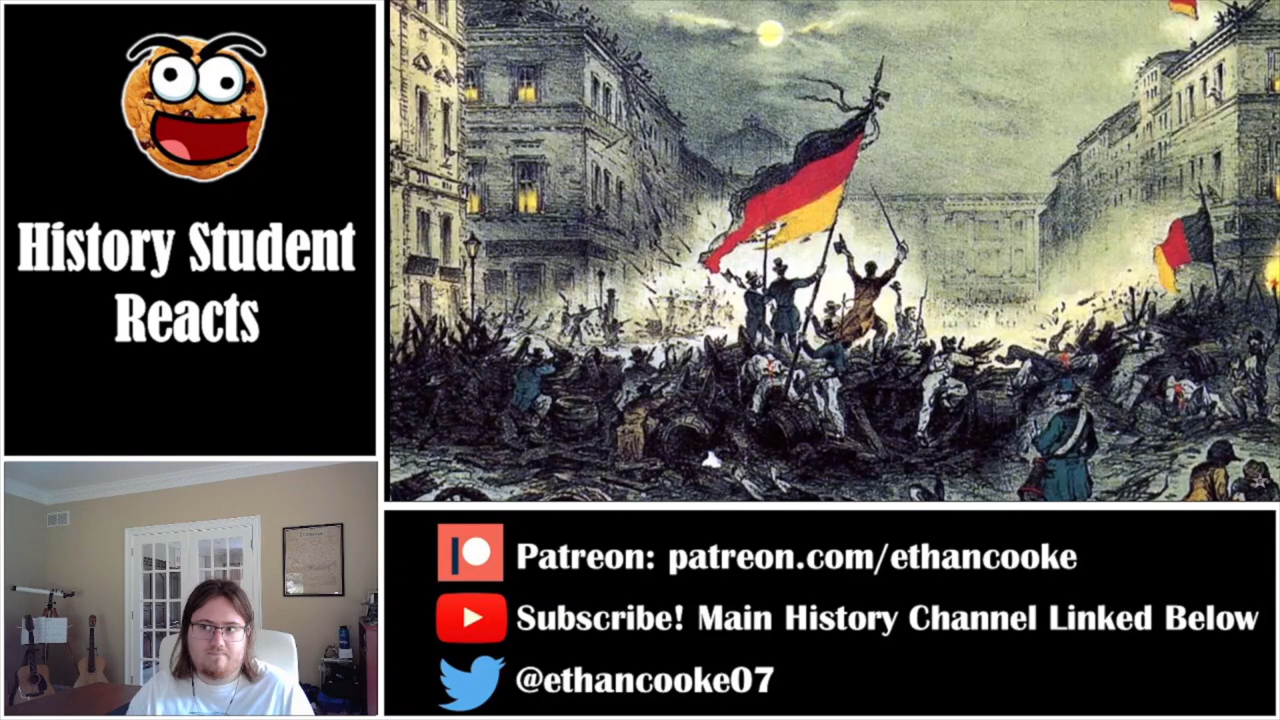 History Student
Reacts
Patreon: patreon.com/ethancooke
Subscribe! Main History Channel Linked Below
@ethancooke07